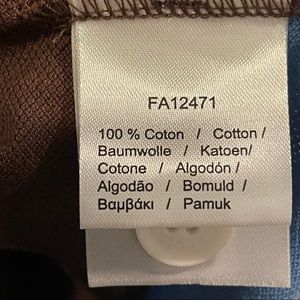 FA12471
100 % Coton / Cotton /
Baumwolle / Katoen/
Cotone / Algodón /
Algodão / Bomuld /
Βαμβάκι / Pamuk